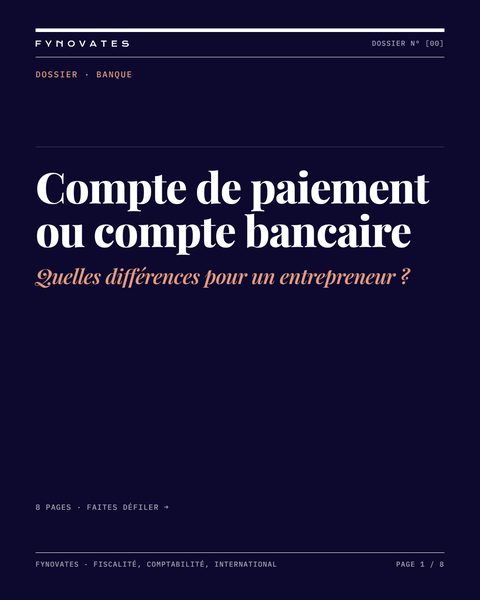 FYNOVATES
DOSSIER N° [00]
DOSSIER · BANQUE
Compte de paiement
ou compte bancaire
Quelles différences pour un entrepreneur ?
8 PAGES · FAITES DÉFILER →
FYNOVATES · FISCALITÉ, COMPTABILITÉ, INTERNATIONAL
PAGE 1 / 8